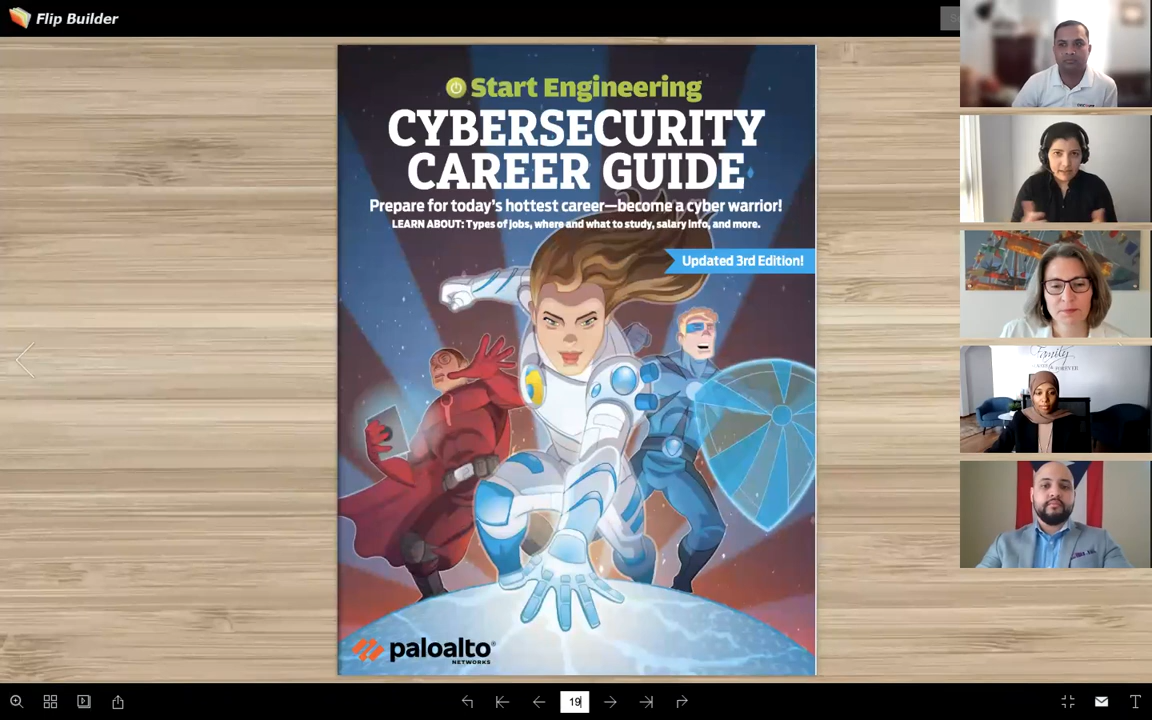 Flip Builder
Start Engineering
CYBERSECURITY
CAREER GUIDE
Prepare for today's hottest career—become a cyber warrior!
LEARN ABOUT: Types of jobs, where and what to study, salary info, and more.
Updated 3rd Edition!
paloalto®
NETWORKS
Family
19
T